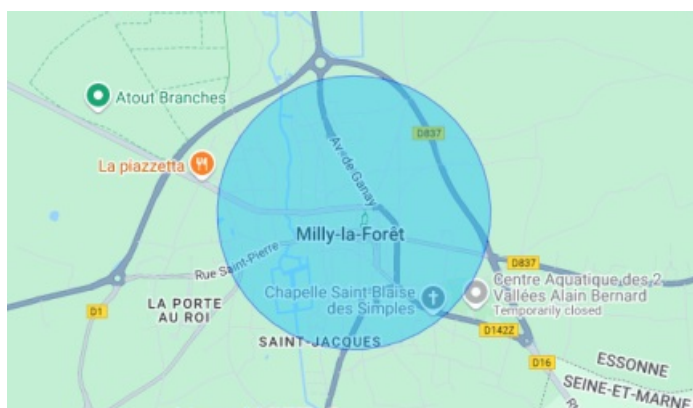 Atout Branches
D837
La piazzetta
Av. de Ganay
Milly-la-Forêt
Rue Saint-Pierre
D837
Centre Aquatique des 2
Vallées Alain Bernard
Temporarily closed
Chapelle Saint-Blaise
des Simples
LA PORTE
AU ROI
D1
SAINT-JACQUES
D142Z
D16
ESSONNE
SEINE-ET-MARNE